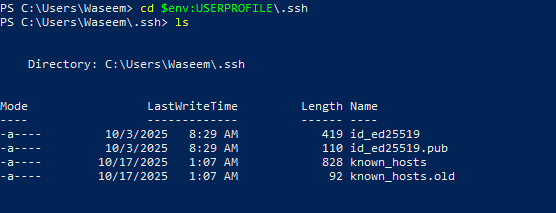 PS C:\Users\Waseem> cd $env:USERPROFILE\.ssh
PS C:\Users\Waseem\.ssh> ls
Directory: C:\Users\Waseem\.ssh
Mode LastWriteTime Length Name
---- ------------- ------ ----
-a---- 10/3/2025 8:29 AM 419 id_ed25519
-a---- 10/3/2025 8:29 AM 110 id_ed25519.pub
-a---- 10/17/2025 1:07 AM 828 known_hosts
-a---- 10/17/2025 1:07 AM 92 known_hosts.old